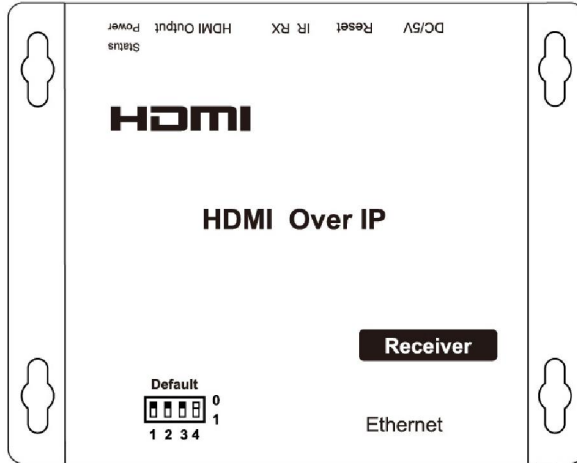 Power HDMI Output IR RX Reset DC/5V
Status
HDMI
HDMI Over IP
Receiver
Default
0
1
1 2 3 4
Ethernet